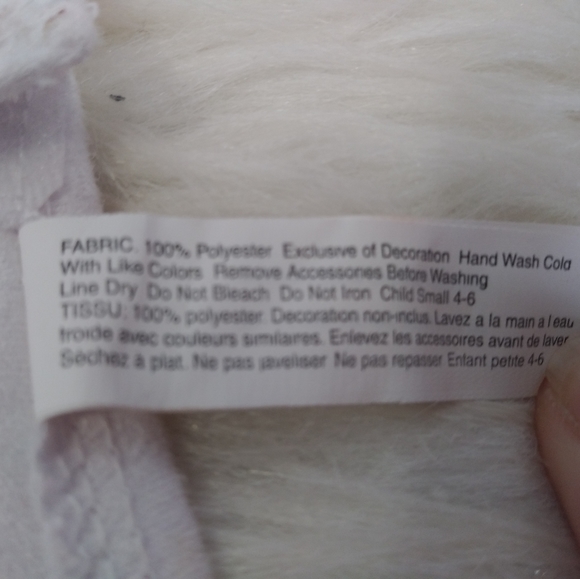 FABRIC. 100% Polyester Exclusive of Decoration Hand Wash Cold
With Like Colors Remove Accessories Before Washing
Line Dry Do Not Bleach Do Not Iron Child Small 4-6
TISSU: 100% polyester Decoration non-inclus. Lavez a la main a l'eau
froide avec couleurs similaires. Enlevez les accessoires avant de laver
Séchez à plat. Ne pas javeliser Ne pas repasser Enfant petite 4-6